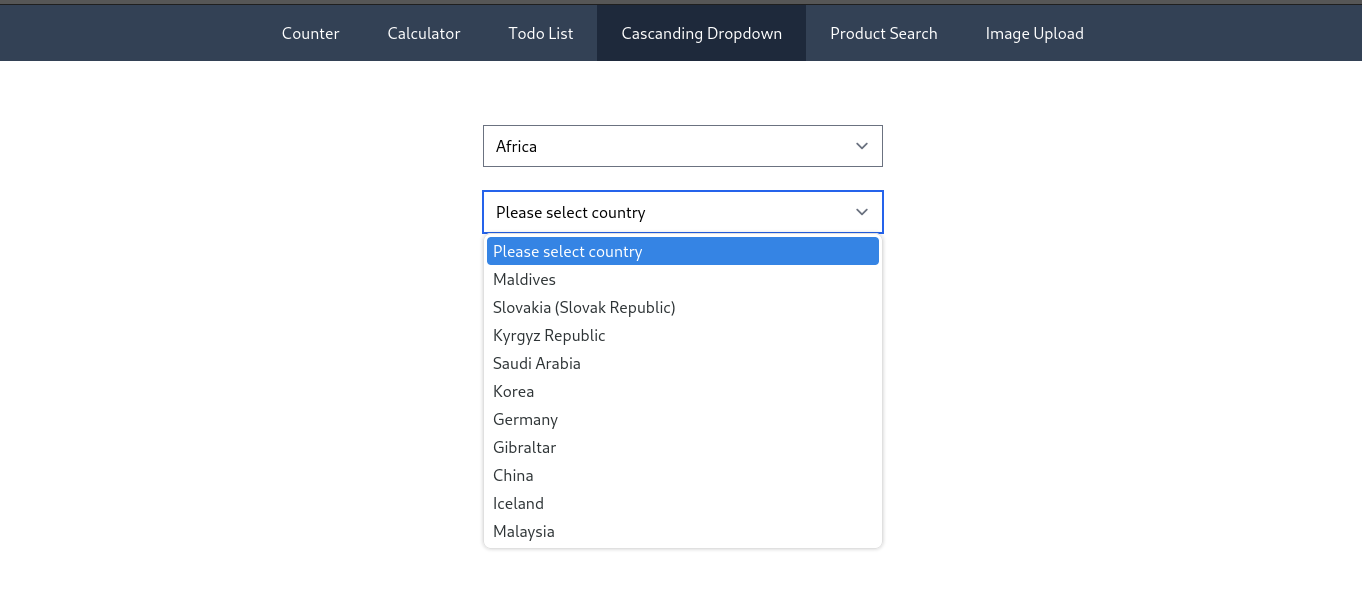 Counter Calculator Todo List Cascanding Dropdown Product Search Image Upload
Africa
Please select country
Please select country
Maldives
Slovakia (Slovak Republic)
Kyrgyz Republic
Saudi Arabia
Korea
Germany
Gibraltar
China
Iceland
Malaysia